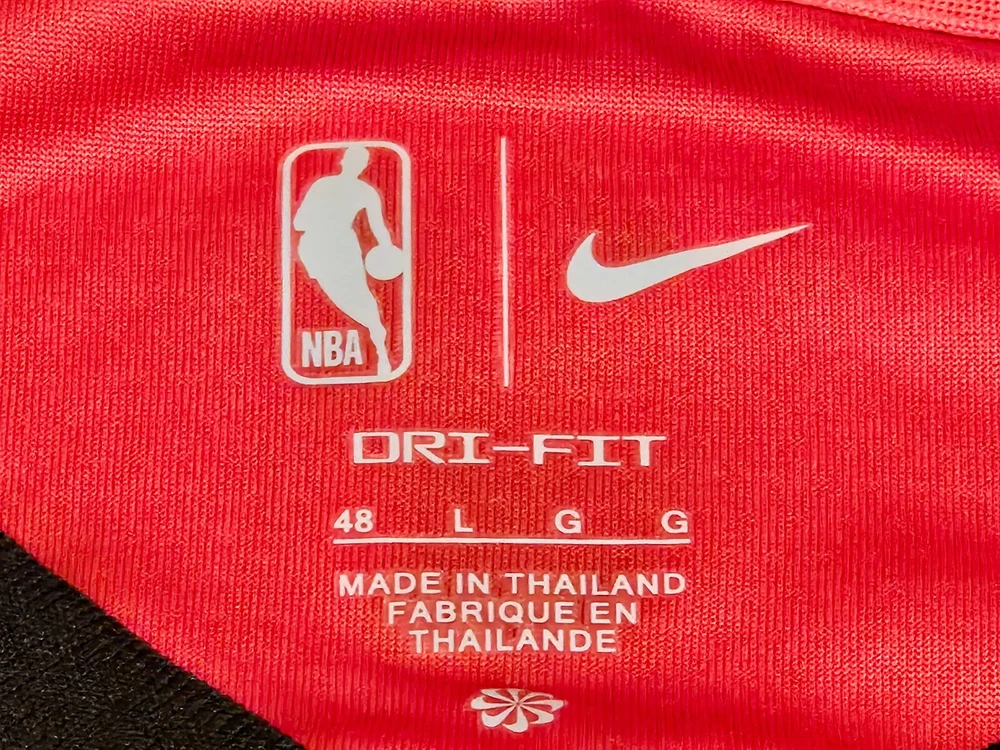 NBA
DRI-FIT
48 L G G
MADE IN THAILAND
FABRIQUE EN
THAILANDE